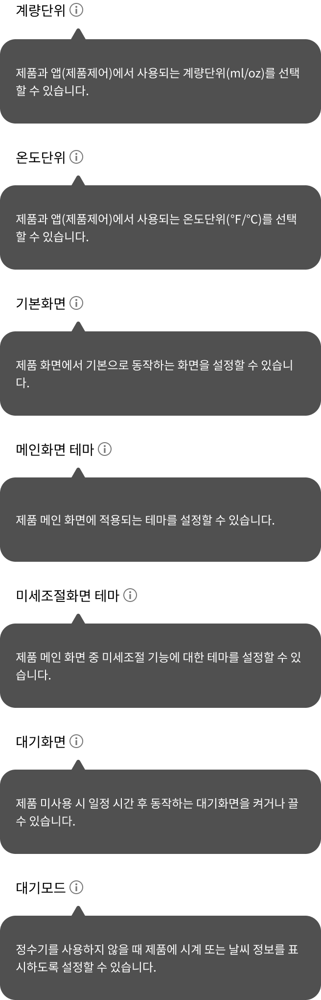 계량단위
제품과 앱(제품제어)에서 사용되는 계량단위(ml/oz)를 선택
할 수 있습니다.
온도단위
제품과 앱(제품제어)에서 사용되는 온도단위(°F/°C)를 선택
할 수 있습니다.
기본화면
제품 화면에서 기본으로 동작하는 화면을 설정할 수 있습니
다.
메인화면 테마
제품 메인 화면에 적용되는 테마를 설정할 수 있습니다.
미세조절화면 테마
제품 메인 화면 중 미세조절 기능에 대한 테마를 설정할 수 있
습니다.
대기화면
제품 미사용 시 일정 시간 후 동작하는 대기화면을 켜거나 끌
수 있습니다.
대기모드
정수기를 사용하지 않을 때 제품에 시계 또는 날씨 정보를 표
시하도록 설정할 수 있습니다.